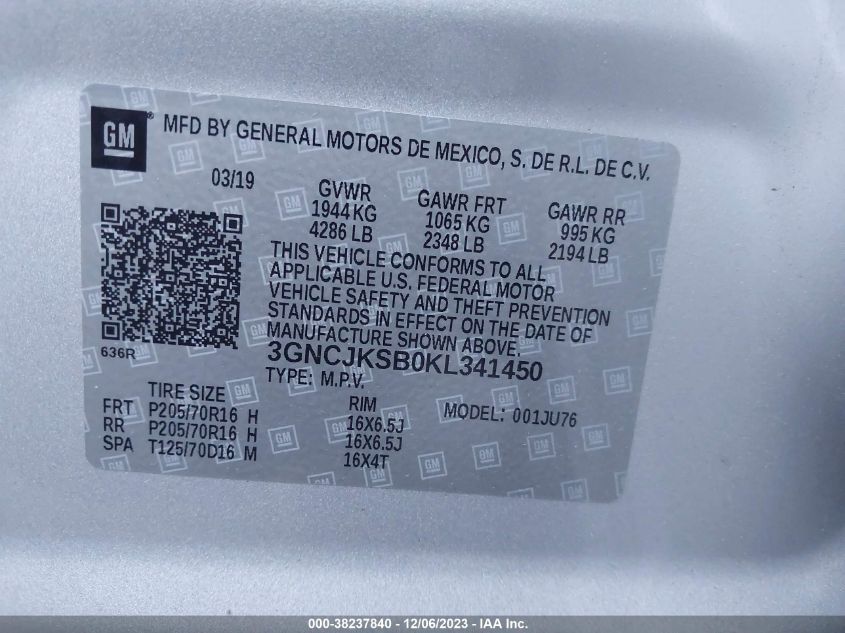 GM ® MFD BY GENERAL MOTORS DE MEXICO, S. DE R.L. DE C.V.
03/19
GVWR GAWR FRT GAWR RR
1944 KG 1065 KG 995 KG
4286 LB 2348 LB 2194 LB
THIS VEHICLE CONFORMS TO ALL
APPLICABLE U.S. FEDERAL MOTOR
VEHICLE SAFETY AND THEFT PREVENTION
STANDARDS IN EFFECT ON THE DATE OF
MANUFACTURE SHOWN ABOVE.
636R
3GNCJKSB0KL341450
TYPE: M.P.V.
TIRE SIZE RIM MODEL: 001JU76
FRT P205/70R16 H 16X6.5J
RR P205/70R16 H 16X6.5J
SPA T125/70D16 M 16X4T
000-38237840 - 12/06/2023 - IAA Inc.